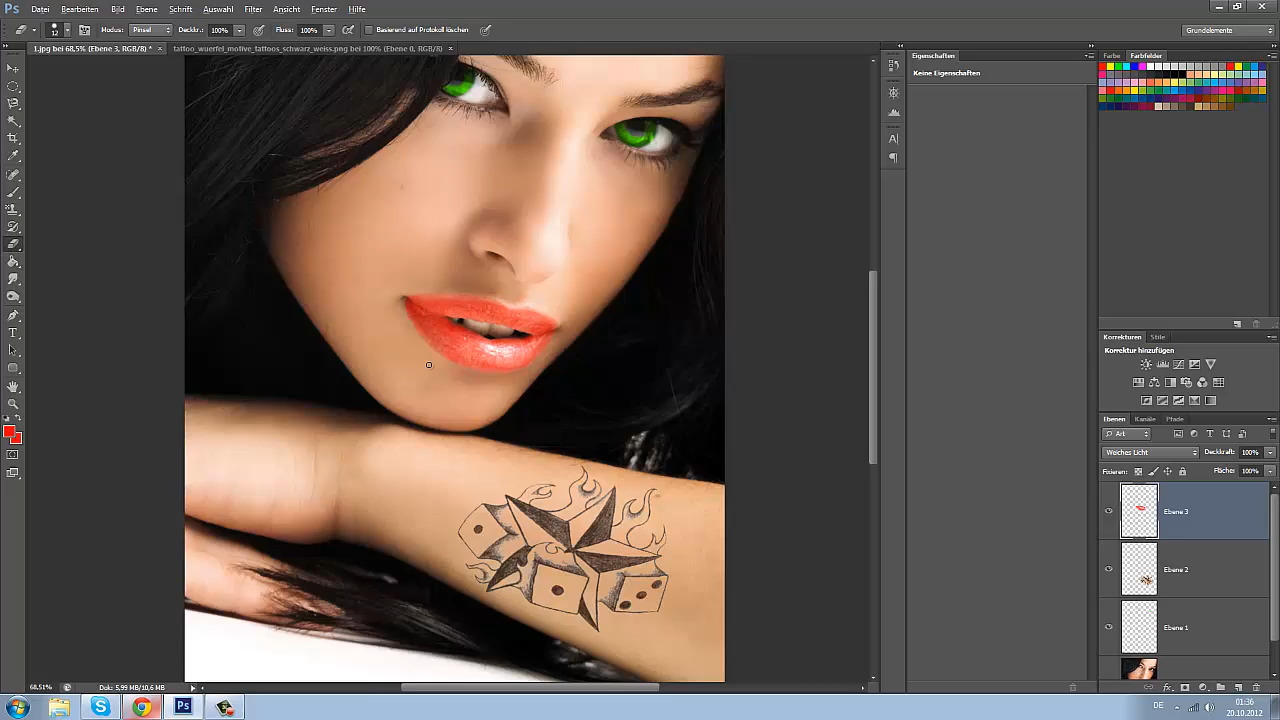 Ps Datei Bearbeiten Bild Ebene Schrift Auswahl Filter Ansicht Fenster Hilfe
12 Modus: Pinsel Deckkr.: 100% Fluss: 100% Basierend auf Protokoll löschen Grundelemente
1.jpg bei 68,5% (Ebene 3, RGB/8) * × tattoo_wuerfel_motive_tattoos_schwarz_weiss.png bei 100% (Ebene 0, RGB/8) ×
Eigenschaften
Keine Eigenschaften
Farbe Farbfelder
Korrekturen Stile
Korrektur hinzufügen
Ebenen Kanäle Pfade
Art
Weiches Licht Deckkraft: 100%
Fixieren: Fläche: 100%
Ebene 3
Ebene 2
Ebene 1
68,51% Dok: 5,99 MB/10,6 MB
DE 01:36
20.10.2012